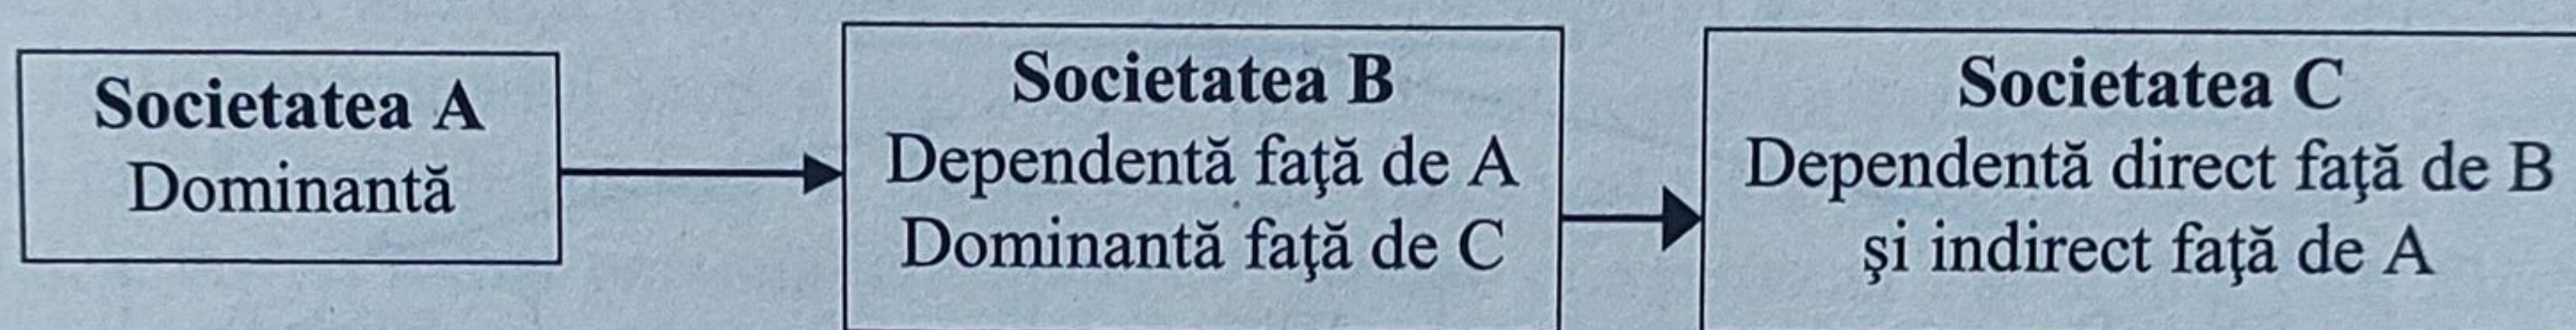 Societatea A
Dominantă
Societatea B
Dependentă faţă de A
Dominantă faţă de C
Societatea C
Dependentă direct faţă de B
şi indirect faţă de A